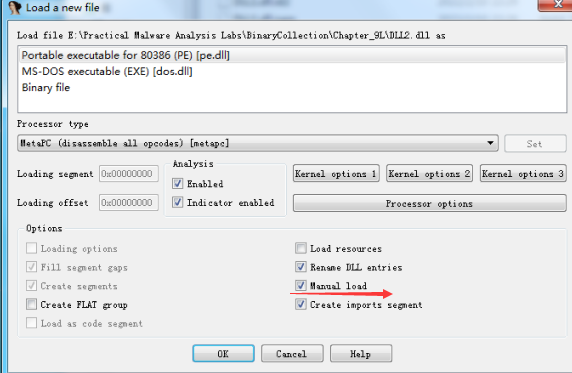 Load a new file
Load file E:\Practical Malware Analysis Labs\BinaryCollection\Chapter_9L\DLL2.dll as
Portable executable for 80386 (PE) [pe.dll]
MS-DOS executable (EXE) [dos.dll]
Binary file
Processor type
MetaPC (disassemble all opcodes) [metapc]
Set
Loading segment 0x00000000
Loading offset 0x00000000
Analysis
Enabled
Indicator enabled
Kernel options 1 Kernel options 2 Kernel options 3
Processor options
Options
Loading options
Fill segment gaps
Create segments
Create FLAT group
Load as code segment
Load resources
Rename DLL entries
Manual load
Create imports segment
OK Cancel Help